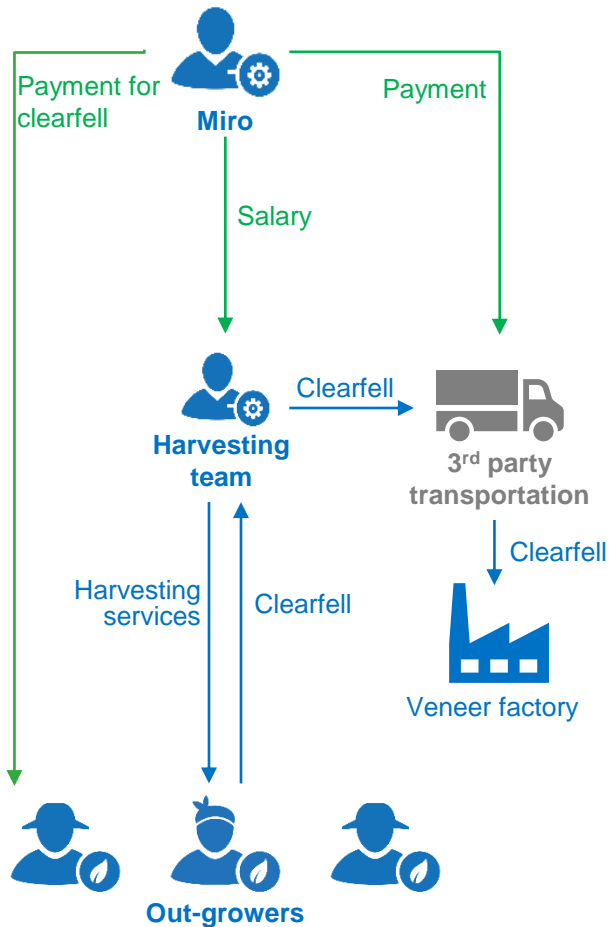 Payment for
clearfell
Miro
Payment
Salary
Clearfell
Harvesting
team
3rd party
transportation
Clearfell
Harvesting
services
Clearfell
Veneer factory
Out-growers